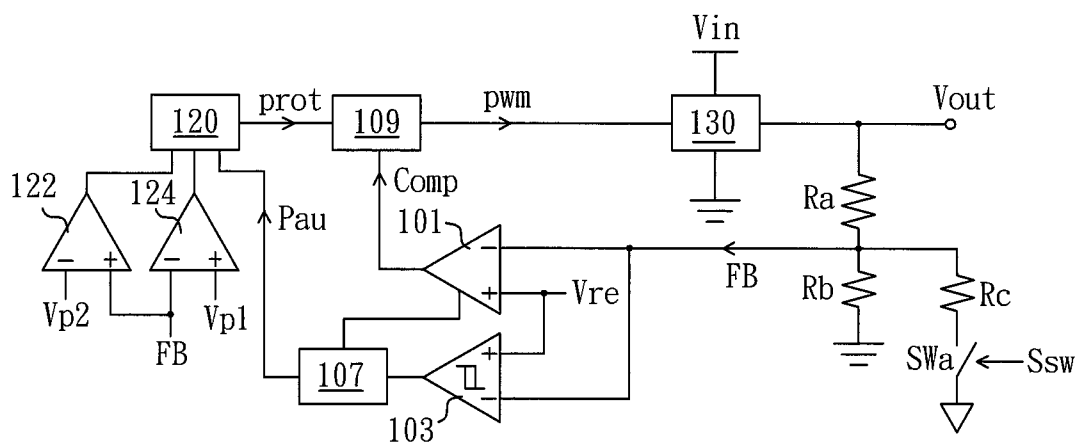 Vin
prot
pwm
Vout
120
109
130
122
124
Comp
Ra
Pau
101
−
FB
− + − +
+
Vre
Rb
Rc
Vp2
Vp1
FB
107
+
−
103
SWa
Ssw